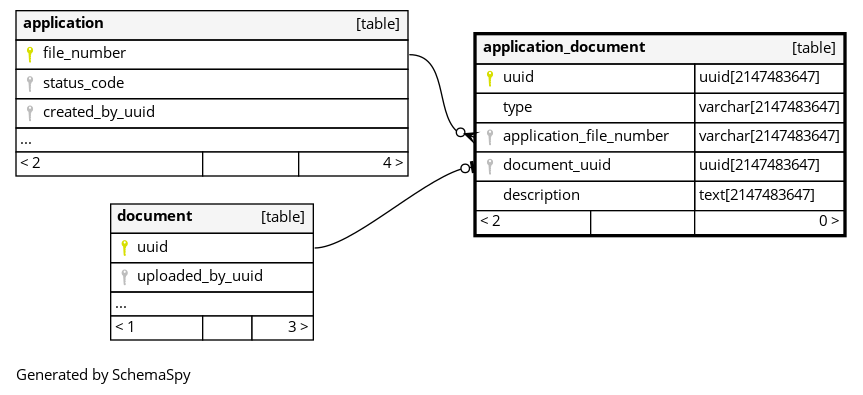 application [table]
file_number
status_code
created_by_uuid
...
< 2 4 >
application_document [table]
uuid uuid[2147483647]
type varchar[2147483647]
application_file_number varchar[2147483647]
document_uuid uuid[2147483647]
description text[2147483647]
< 2 0 >
document [table]
uuid
uploaded_by_uuid
...
< 1 3 >
Generated by SchemaSpy